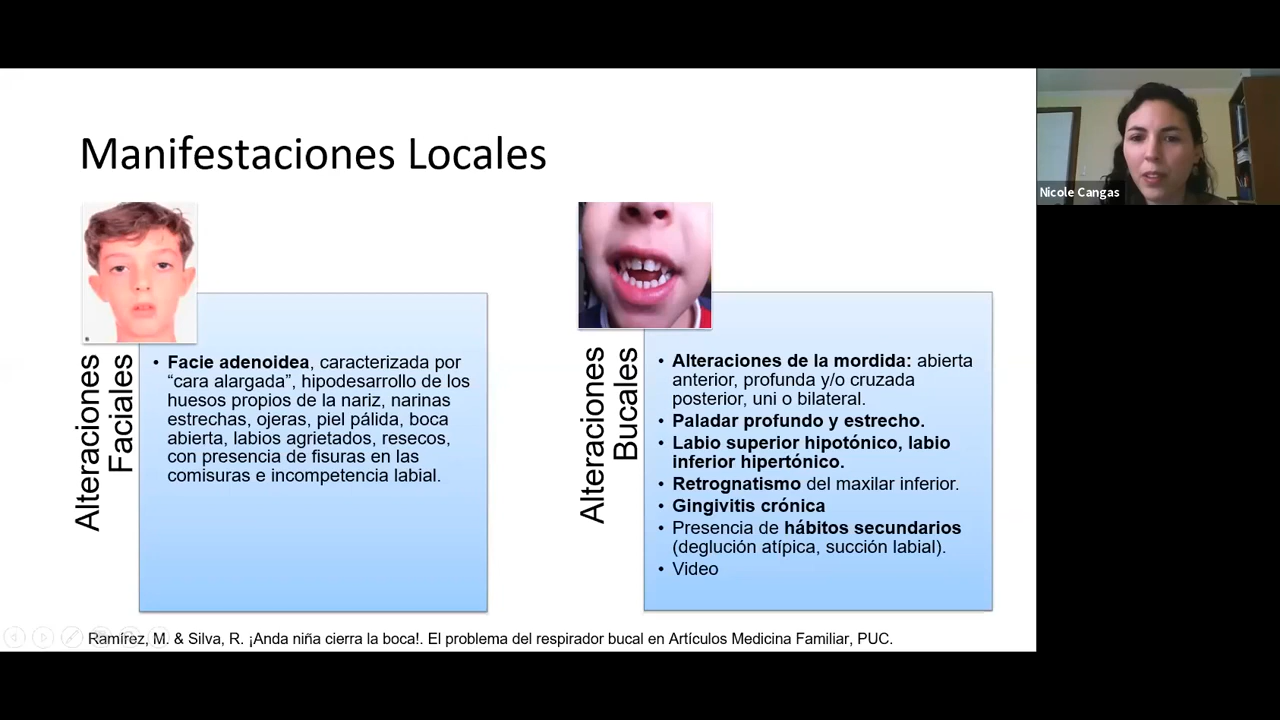 Manifestaciones Locales
Nicole Cangas
Alteraciones
Faciales
• Facie adenoidea, caracterizada por
“cara alargada”, hipodesarrollo de los
huesos propios de la nariz, narinas
estrechas, ojeras, piel pálida, boca
abierta, labios agrietados, resecos,
con presencia de fisuras en las
comisuras e incompetencia labial.
Alteraciones
Bucales
• Alteraciones de la mordida: abierta
anterior, profunda y/o cruzada
posterior, uni o bilateral.
• Paladar profundo y estrecho.
• Labio superior hipotónico, labio
inferior hipertónico.
• Retrognatismo del maxilar inferior.
• Gingivitis crónica
• Presencia de hábitos secundarios
(deglución atípica, succión labial).
• Video
Ramírez, M. & Silva, R. ¡Anda niña cierra la boca!. El problema del respirador bucal en Artículos Medicina Familiar, PUC.